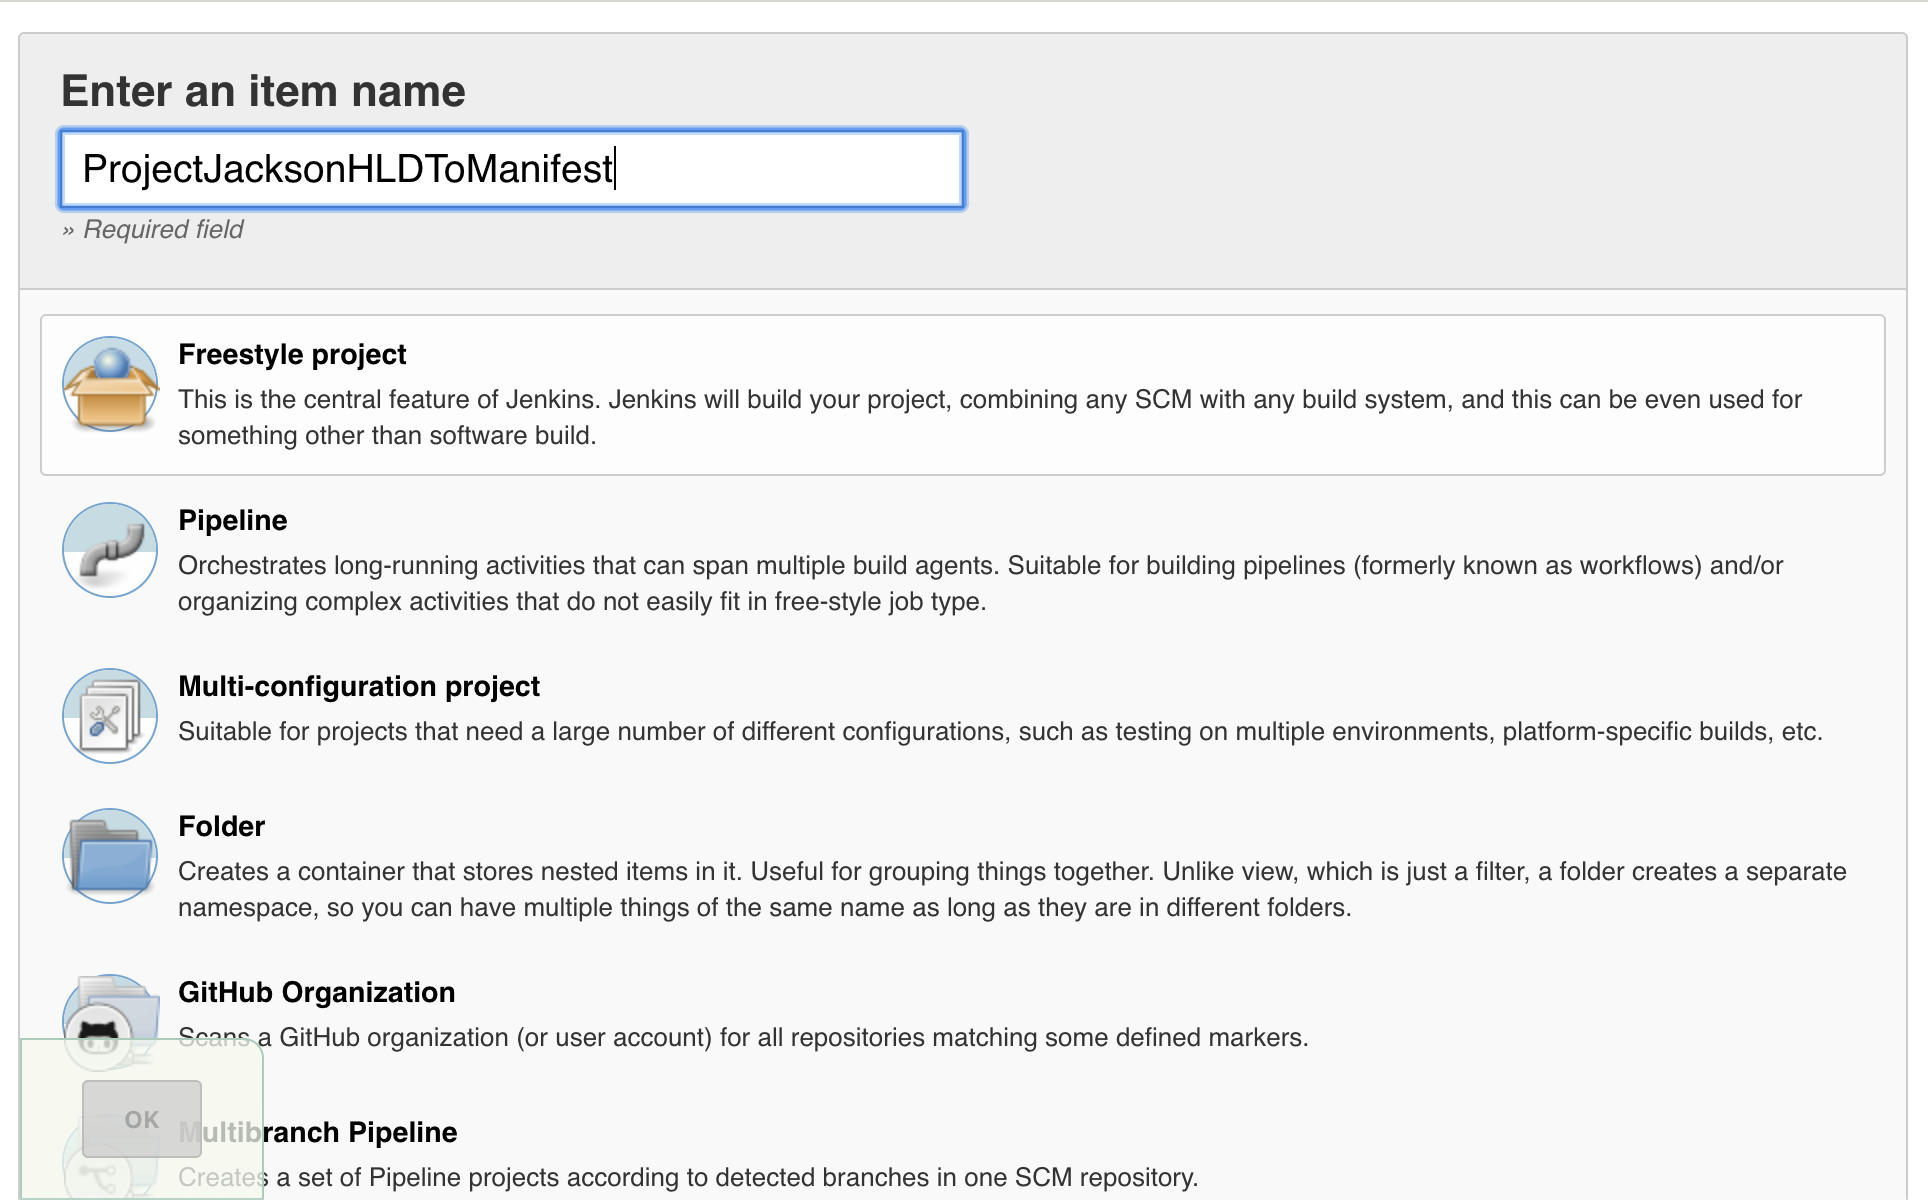 Enter an item name
ProjectJacksonHLDToManifest
» Required field
Freestyle project
This is the central feature of Jenkins. Jenkins will build your project, combining any SCM with any build system, and this can be even used for
something other than software build.
Pipeline
Orchestrates long-running activities that can span multiple build agents. Suitable for building pipelines (formerly known as workflows) and/or
organizing complex activities that do not easily fit in free-style job type.
Multi-configuration project
Suitable for projects that need a large number of different configurations, such as testing on multiple environments, platform-specific builds, etc.
Folder
Creates a container that stores nested items in it. Useful for grouping things together. Unlike view, which is just a filter, a folder creates a separate
namespace, so you can have multiple things of the same name as long as they are in different folders.
GitHub Organization
Scans a GitHub organization (or user account) for all repositories matching some defined markers.
OK
Multibranch Pipeline
Creates a set of Pipeline projects according to detected branches in one SCM repository.